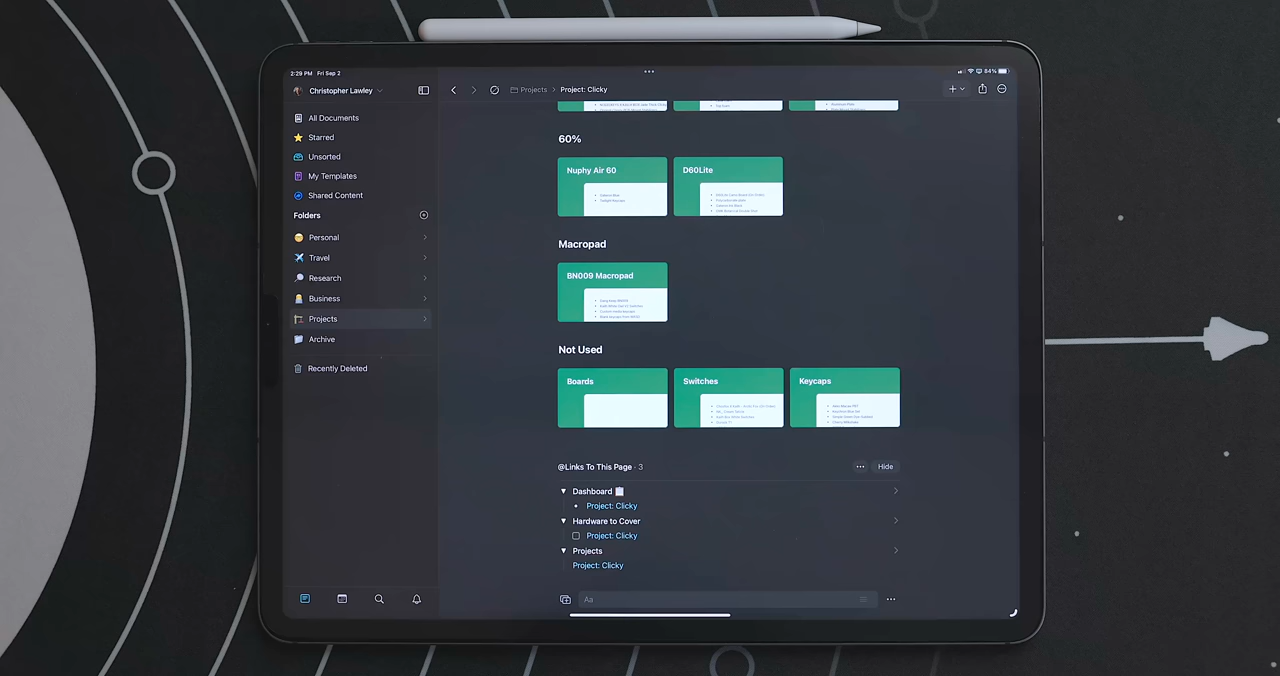 2:29 PM Fri Sep 2
84%
Christopher Lawley
All Documents
Starred
Unsorted
My Templates
Shared Content
Folders
Personal
Travel
Research
Business
Projects
Archive
Recently Deleted
Projects
Project: Clicky
60%
Nuphy Air 60
D60Lite
Macropad
BN009 Macropad
Not Used
Boards
Switches
Keycaps
@Links To This Page · 3
Hide
Dashboard
Project: Clicky
Hardware to Cover
Project: Clicky
Projects
Project: Clicky
Aa